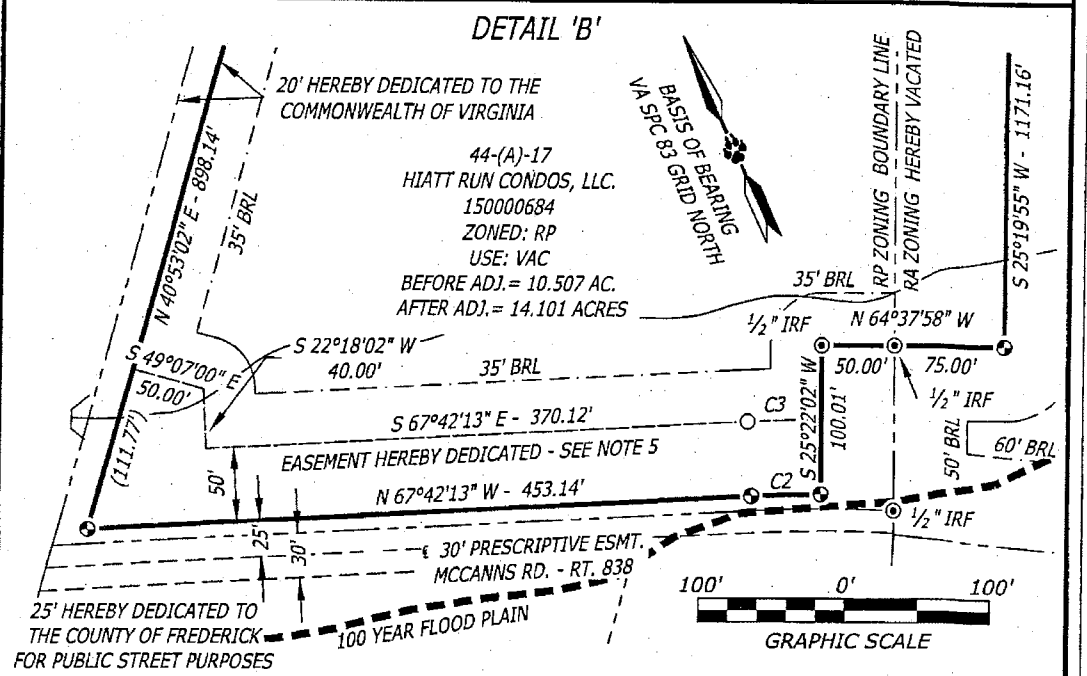 DETAIL 'B'
20' HEREBY DEDICATED TO THE
COMMONWEALTH OF VIRGINIA
N 40°53'02" E - 898.14'
35' BRL
44-(A)-17
HIATT RUN CONDOS, LLC.
150000684
ZONED: RP
USE: VAC
BEFORE ADJ.= 10.507 AC.
AFTER ADJ.= 14.101 ACRES
BASIS OF BEARING
VA SPC 83 GRID NORTH
RP ZONING BOUNDARY LINE
RA ZONING HEREBY VACATED
S 25°19'55" W - 1171.16'
35' BRL
1/2" IRF
N 64°37'58" W
50.00'
75.00'
1/2" IRF
S 49°07'00" E
50.00'
S 22°18'02" W
40.00'
35' BRL
(111.77')
S 67°42'13" E - 370.12'
C3
S 25°22'02" W
100.01'
50' BRL
60' BRL
EASEMENT HEREBY DEDICATED - SEE NOTE 5
50'
N 67°42'13" W - 453.14'
C2
1/2" IRF
25'
30'
℄ 30' PRESCRIPTIVE ESMT.
MCCANNS RD. - RT. 838
25' HEREBY DEDICATED TO
THE COUNTY OF FREDERICK
FOR PUBLIC STREET PURPOSES
100 YEAR FLOOD PLAIN
100' 0' 100'
GRAPHIC SCALE